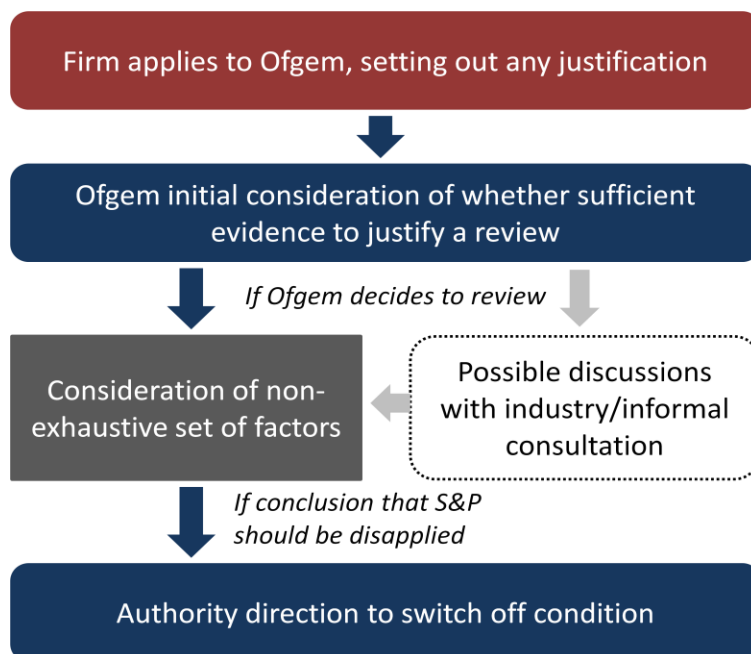 Firm applies to Ofgem, setting out any justification
Ofgem initial consideration of whether sufficient
evidence to justify a review
If Ofgem decides to review
Consideration of non-
exhaustive set of factors
Possible discussions
with industry/informal
consultation
If conclusion that S&P
should be disapplied
Authority direction to switch off condition